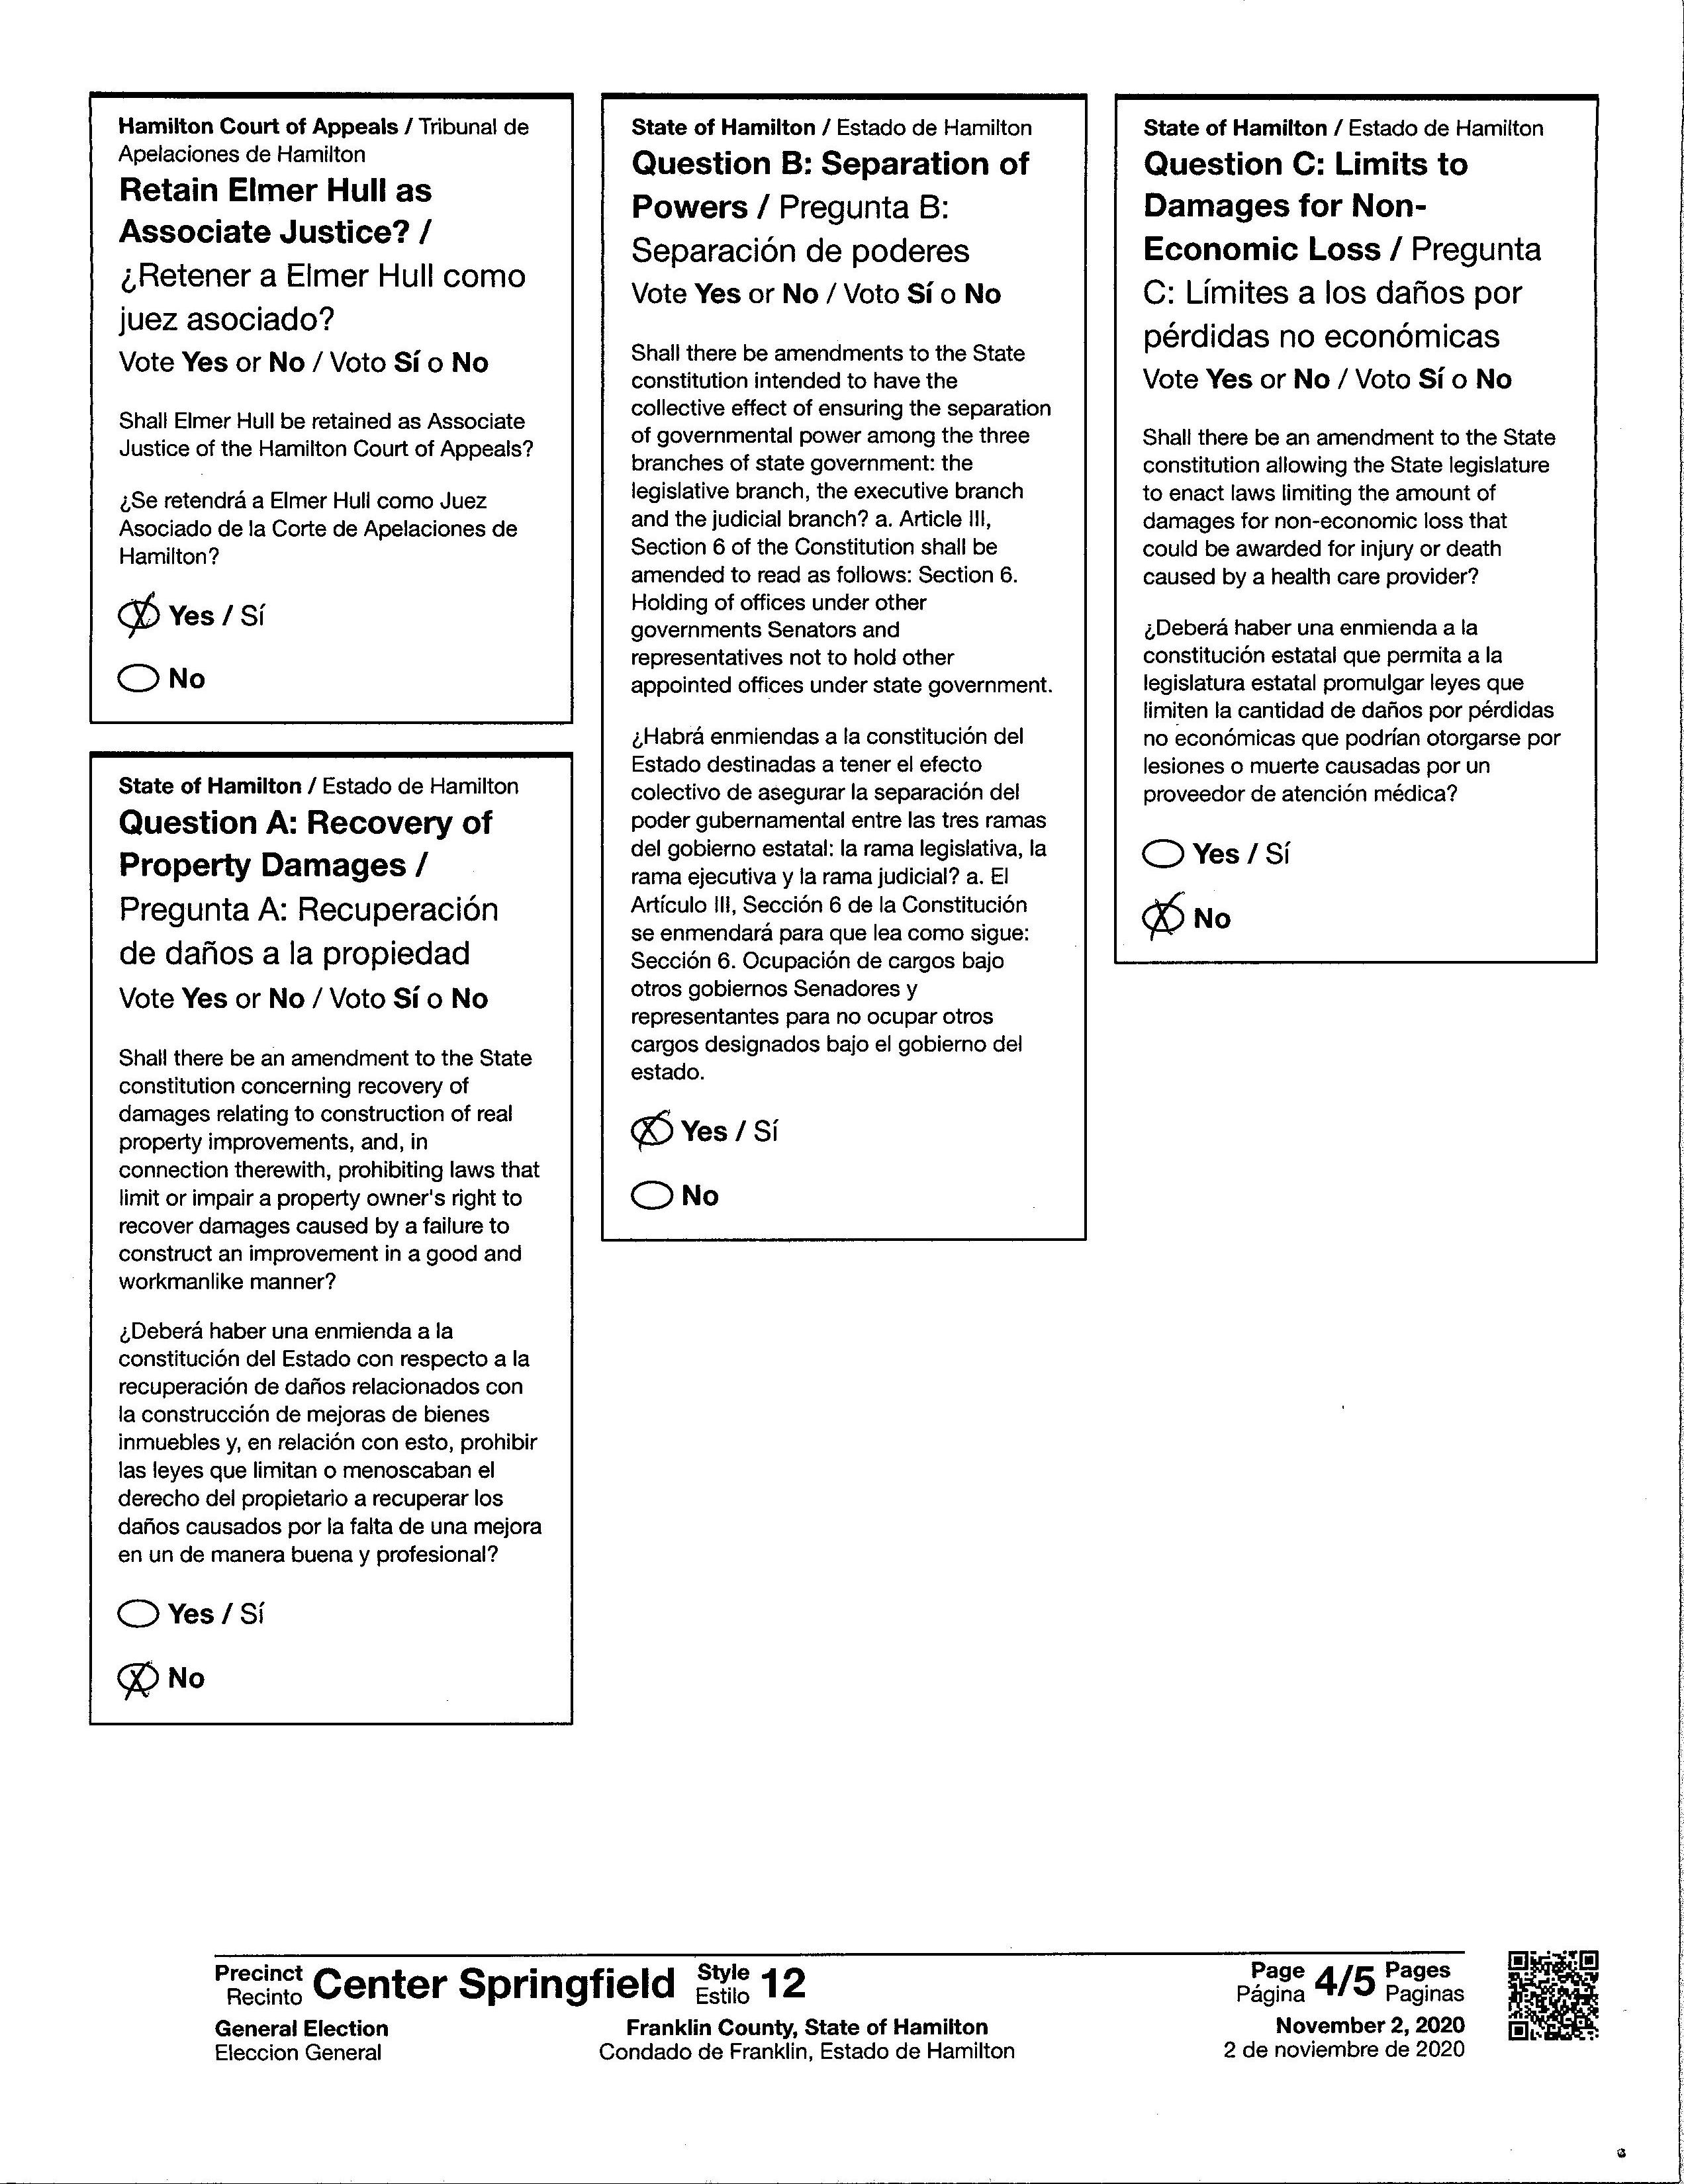 Hamilton Court of Appeals / Tribunal de
Apelaciones de Hamilton
Retain Elmer Hull as
Associate Justice? /
¿Retener a Elmer Hull como
juez asociado?
Vote Yes or No / Voto Sí o No
Shall Elmer Hull be retained as Associate
Justice of the Hamilton Court of Appeals?
¿Se retendrá a Elmer Hull como Juez
Asociado de la Corte de Apelaciones de
Hamilton?
Yes / Sí
No
State of Hamilton / Estado de Hamilton
Question A: Recovery of
Property Damages /
Pregunta A: Recuperación
de daños a la propiedad
Vote Yes or No / Voto Sí o No
Shall there be an amendment to the State
constitution concerning recovery of
damages relating to construction of real
property improvements, and, in
connection therewith, prohibiting laws that
limit or impair a property owner's right to
recover damages caused by a failure to
construct an improvement in a good and
workmanlike manner?
¿Deberá haber una enmienda a la
constitución del Estado con respecto a la
recuperación de daños relacionados con
la construcción de mejoras de bienes
inmuebles y, en relación con esto, prohibir
las leyes que limitan o menoscaban el
derecho del propietario a recuperar los
daños causados por la falta de una mejora
en un de manera buena y profesional?
Yes / Sí
No
State of Hamilton / Estado de Hamilton
Question B: Separation of
Powers / Pregunta B:
Separación de poderes
Vote Yes or No / Voto Sí o No
Shall there be amendments to the State
constitution intended to have the
collective effect of ensuring the separation
of governmental power among the three
branches of state government: the
legislative branch, the executive branch
and the judicial branch? a. Article III,
Section 6 of the Constitution shall be
amended to read as follows: Section 6.
Holding of offices under other
governments Senators and
representatives not to hold other
appointed offices under state government.
¿Habrá enmiendas a la constitución del
Estado destinadas a tener el efecto
colectivo de asegurar la separación del
poder gubernamental entre las tres ramas
del gobierno estatal: la rama legislativa, la
rama ejecutiva y la rama judicial? a. El
Artículo III, Sección 6 de la Constitución
se enmendará para que lea como sigue:
Sección 6. Ocupación de cargos bajo
otros gobiernos Senadores y
representantes para no ocupar otros
cargos designados bajo el gobierno del
estado.
Yes / Sí
No
State of Hamilton / Estado de Hamilton
Question C: Limits to
Damages for Non-
Economic Loss / Pregunta
C: Límites a los daños por
pérdidas no económicas
Vote Yes or No / Voto Sí o No
Shall there be an amendment to the State
constitution allowing the State legislature
to enact laws limiting the amount of
damages for non-economic loss that
could be awarded for injury or death
caused by a health care provider?
¿Deberá haber una enmienda a la
constitución estatal que permita a la
legislatura estatal promulgar leyes que
limiten la cantidad de daños por pérdidas
no económicas que podrían otorgarse por
lesiones o muerte causadas por un
proveedor de atención médica?
Yes / Sí
No
Precinct Center Springfield Style 12 Page 4/5 Pages
Recinto Estilo Página Paginas
General Election Franklin County, State of Hamilton November 2, 2020
Eleccion General Condado de Franklin, Estado de Hamilton 2 de noviembre de 2020